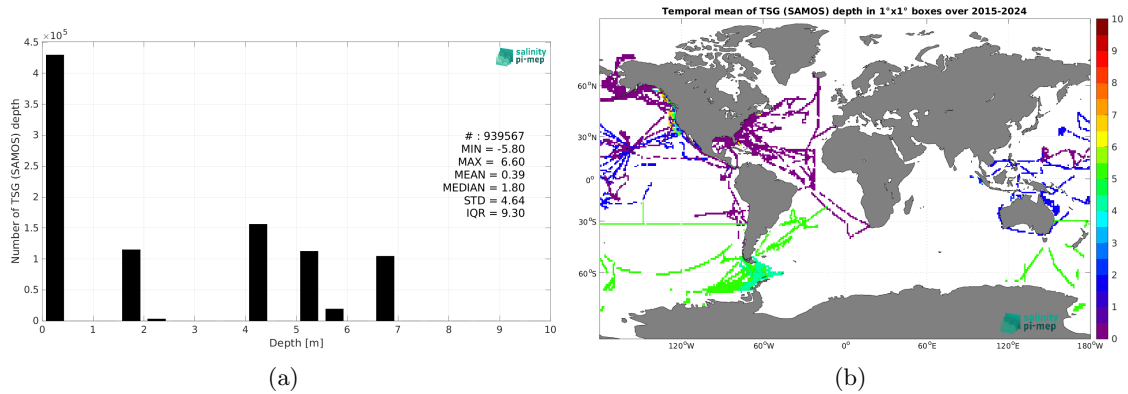 ×10⁵
4.5
4
3.5
3
2.5
2
1.5
1
0.5
0
Number of TSG (SAMOS) depth
salinity
pi-mep
# : 939567
MIN = -5.80
MAX = 6.60
MEAN = 0.39
MEDIAN = 1.80
STD = 4.64
IQR = 9.30
0 1 2 3 4 5 6 7 8 9 10
Depth [m]
(a)
Temporal mean of TSG (SAMOS) depth in 1°x1° boxes over 2015-2024
60°N
30°N
0°
30°S
60°S
120°W 60°W 0° 60°E 120°E 180°W
salinity
pi-mep
10
9
8
7
6
5
4
3
2
1
0
(b)